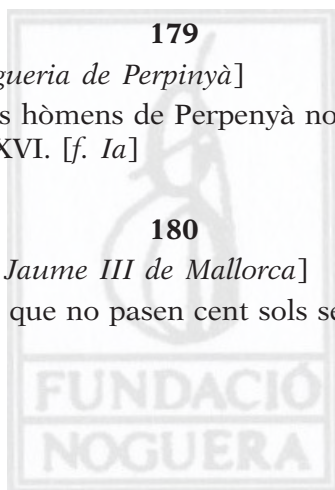 179
gueria de Perpinyà]
s hòmens de Perpenyà no
XVI. [f. Ia]
180
Jaume III de Mallorca]
que no pasen cent sols se
FUNDACIÓ
NOGUERA